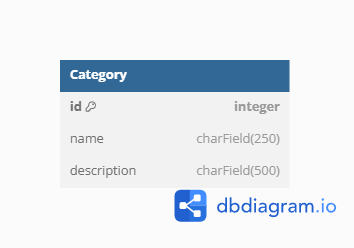 Category
id integer
name charField(250)
description charField(500)
dbdiagram.io